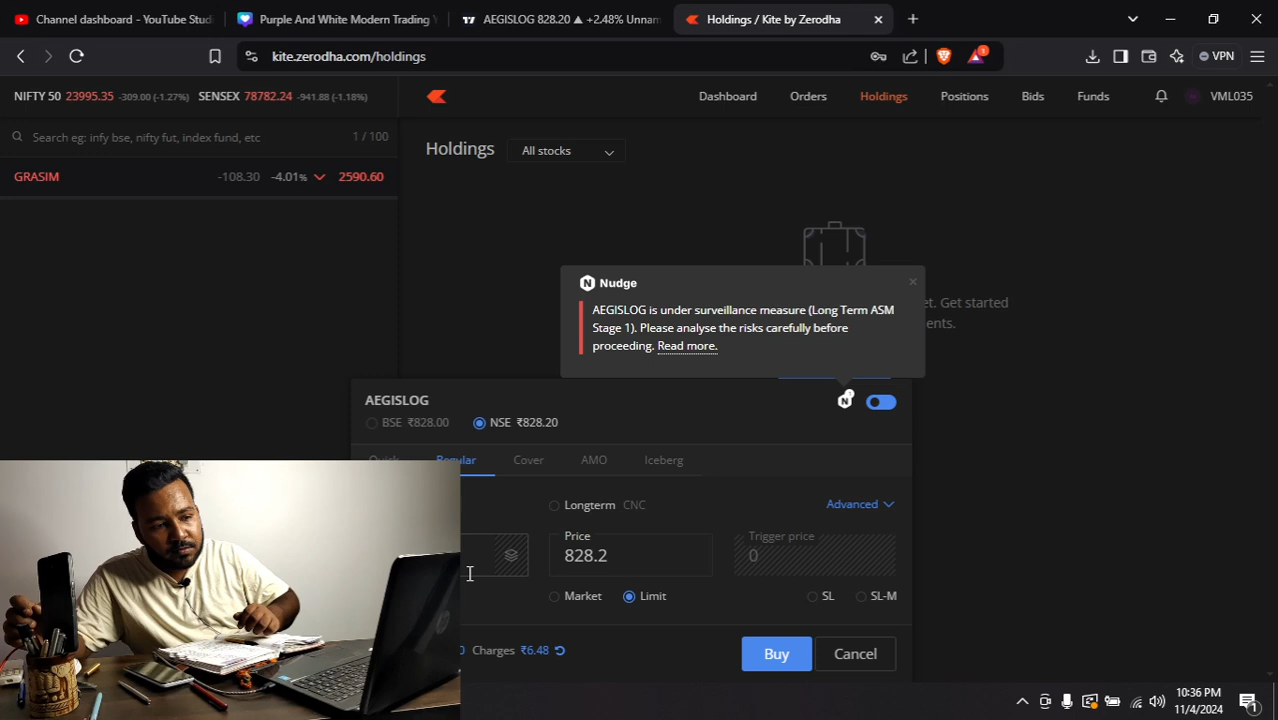 Channel dashboard - YouTube Stud
Purple And White Modern Trading Y
AEGISLOG 828.20 ▲ +2.48% Unnam
Holdings / Kite by Zerodha
kite.zerodha.com/holdings
VPN
NIFTY 50 23995.35 -309.00 (-1.27%) SENSEX 78782.24 -941.88 (-1.18%)
Dashboard Orders Holdings Positions Bids Funds VML035
Search eg: infy bse, nifty fut, index fund, etc 1 / 100
Holdings All stocks
GRASIM -108.30 -4.01% 2590.60
Nudge
AEGISLOG is under surveillance measure (Long Term ASM
Stage 1). Please analyse the risks carefully before
proceeding. Read more.
et. Get started
ents.
AEGISLOG
BSE ₹828.00 NSE ₹828.20
Quick Regular Cover AMO Iceberg
Longterm CNC Advanced
Price
828.2
Trigger price
0
Market Limit SL SL-M
0 Charges ₹6.48
Buy Cancel
10:36 PM
11/4/2024